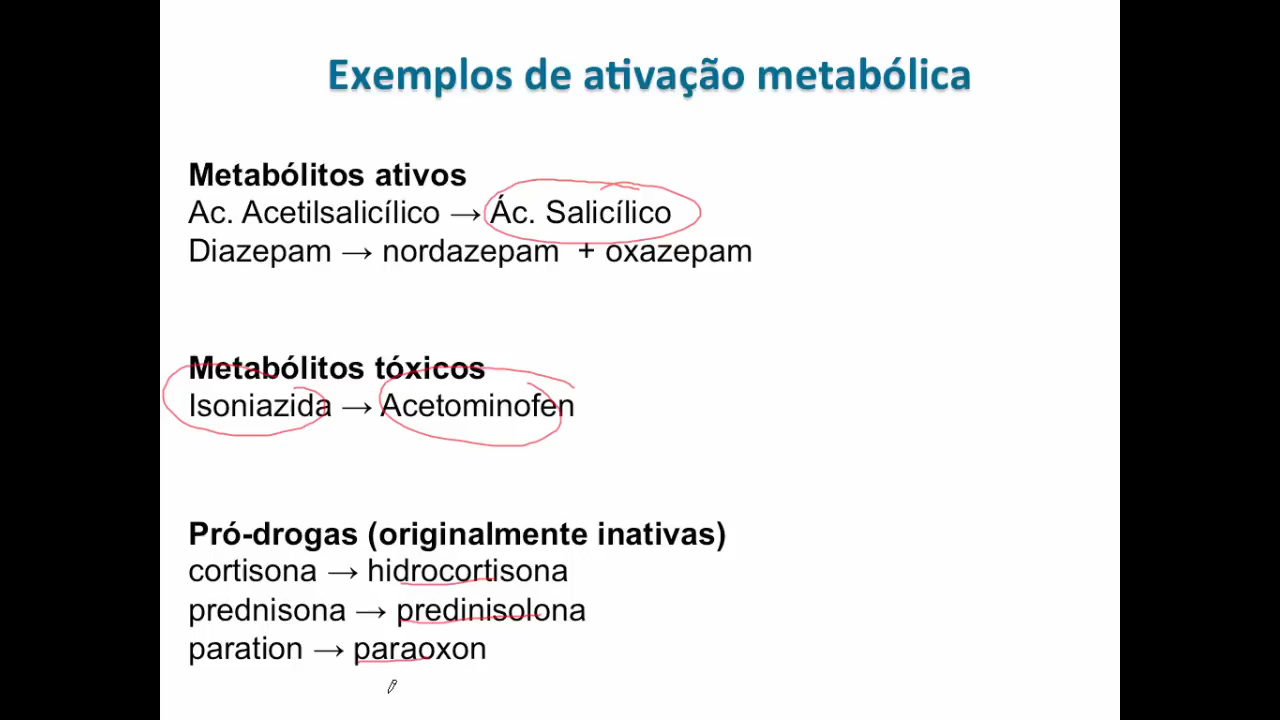 Exemplos de ativação metabólica
Metabólitos ativos
Ac. Acetilsalicílico → Ác. Salicílico
Diazepam → nordazepam + oxazepam
Metabólitos tóxicos
Isoniazida → Acetominofen
Pró-drogas (originalmente inativas)
cortisona → hidrocortisona
prednisona → predinisolona
paration → paraoxon